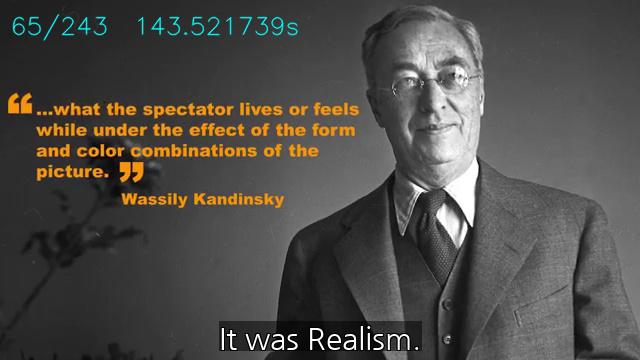 65/243 143.521739s
“ ...what the spectator lives or feels
while under the effect of the form
and color combinations of the
picture. ”
Wassily Kandinsky
It was Realism.